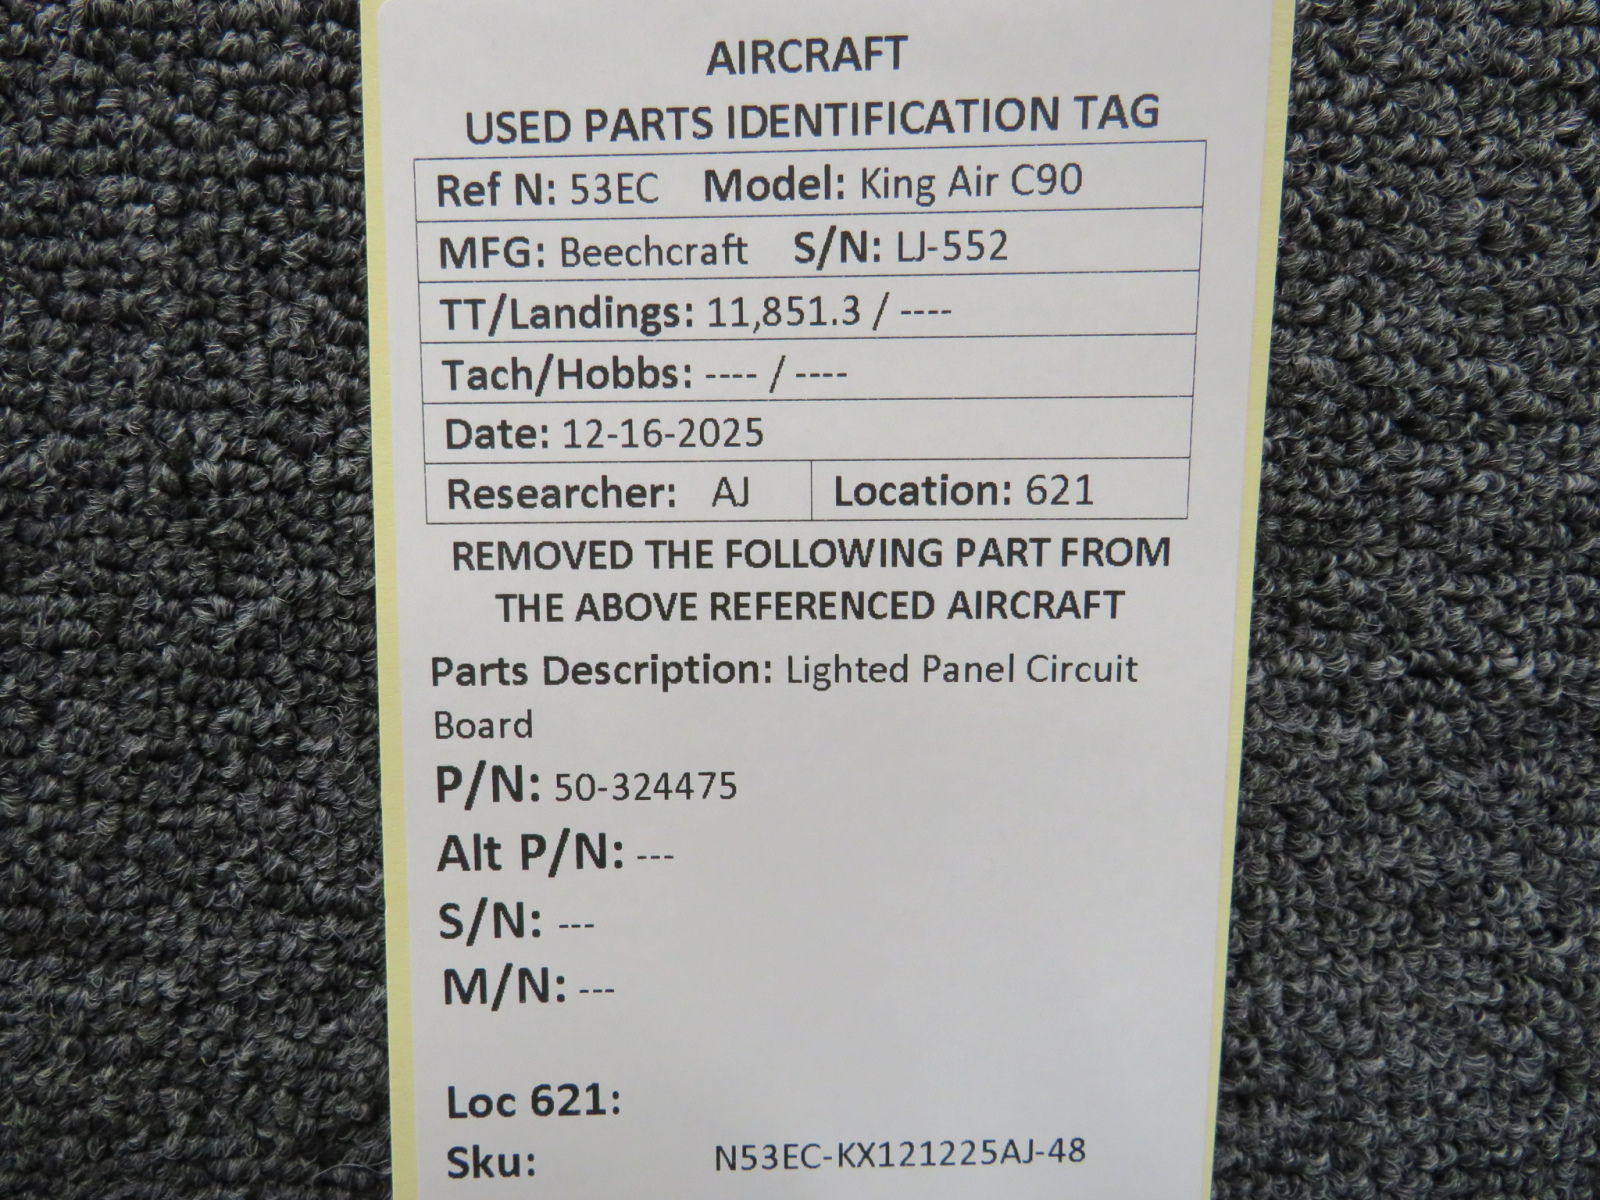 AIRCRAFT
USED PARTS IDENTIFICATION TAG
Ref N: 53EC Model: King Air C90
MFG: Beechcraft S/N: LJ-552
TT/Landings: 11,851.3 / ----
Tach/Hobbs: ---- / ----
Date: 12-16-2025
Researcher: AJ Location: 621
REMOVED THE FOLLOWING PART FROM
THE ABOVE REFERENCED AIRCRAFT
Parts Description: Lighted Panel Circuit
Board
P/N: 50-324475
Alt P/N: ---
S/N: ---
M/N: ---
Loc 621:
Sku: N53EC-KX121225AJ-48